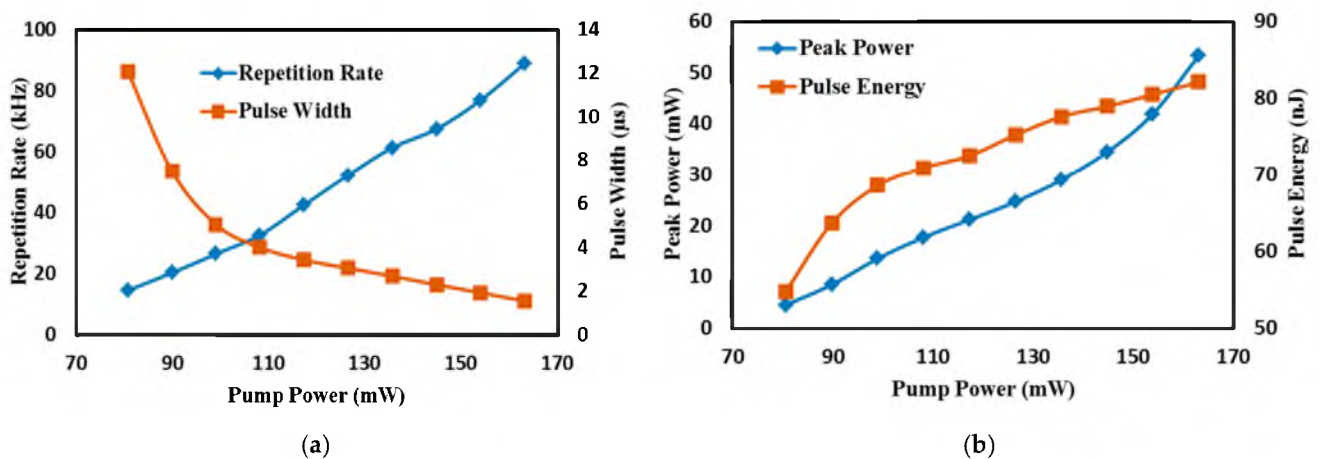 100
80
60
40
20
0
Repetition Rate (kHz)
14
12
10
8
6
4
2
0
Pulse Width (µs)
Repetition Rate
Pulse Width
70 90 110 130 150 170
Pump Power (mW)
(a)
60
50
40
30
20
10
0
Peak Power (mW)
90
80
70
60
50
Pulse Energy (nJ)
Peak Power
Pulse Energy
70 90 110 130 150 170
Pump Power (mW)
(b)